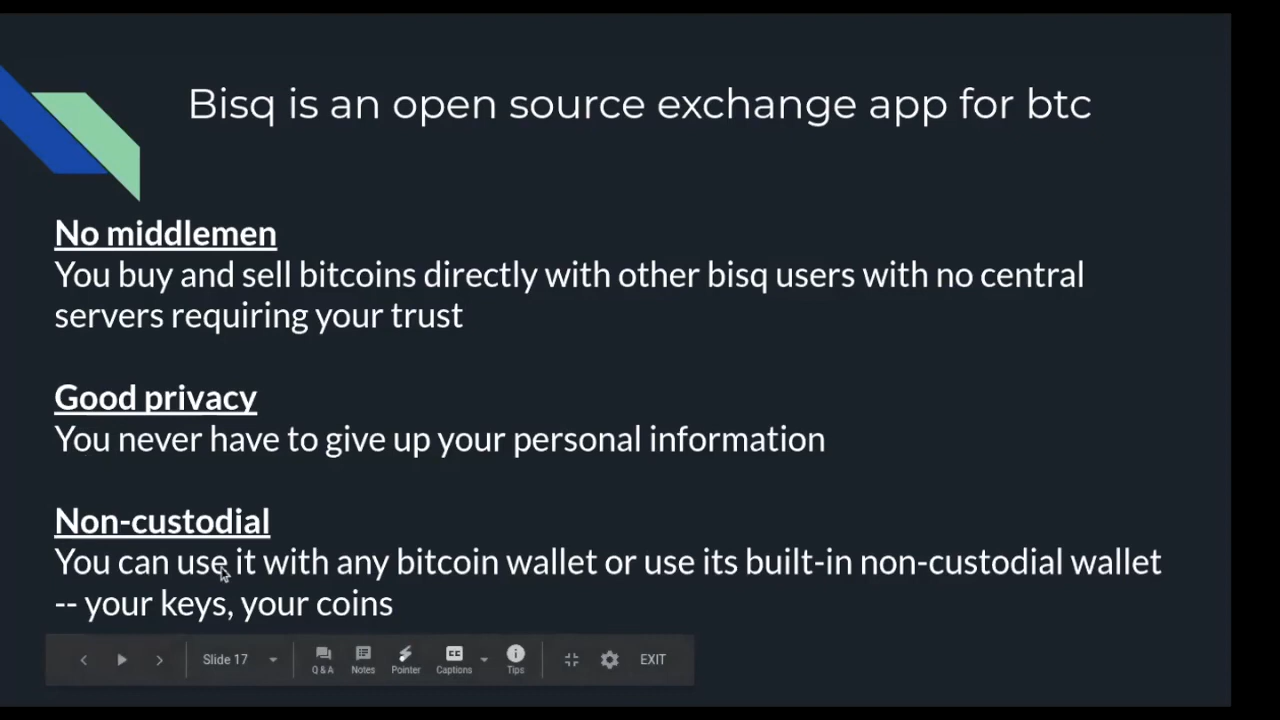 Bisq is an open source exchange app for btc
No middlemen
You buy and sell bitcoins directly with other bisq users with no central
servers requiring your trust
Good privacy
You never have to give up your personal information
Non-custodial
You can use it with any bitcoin wallet or use its built-in non-custodial wallet
-- your keys, your coins
Slide 17
Q & A
Notes
Pointer
CC
Captions
Tips
EXIT